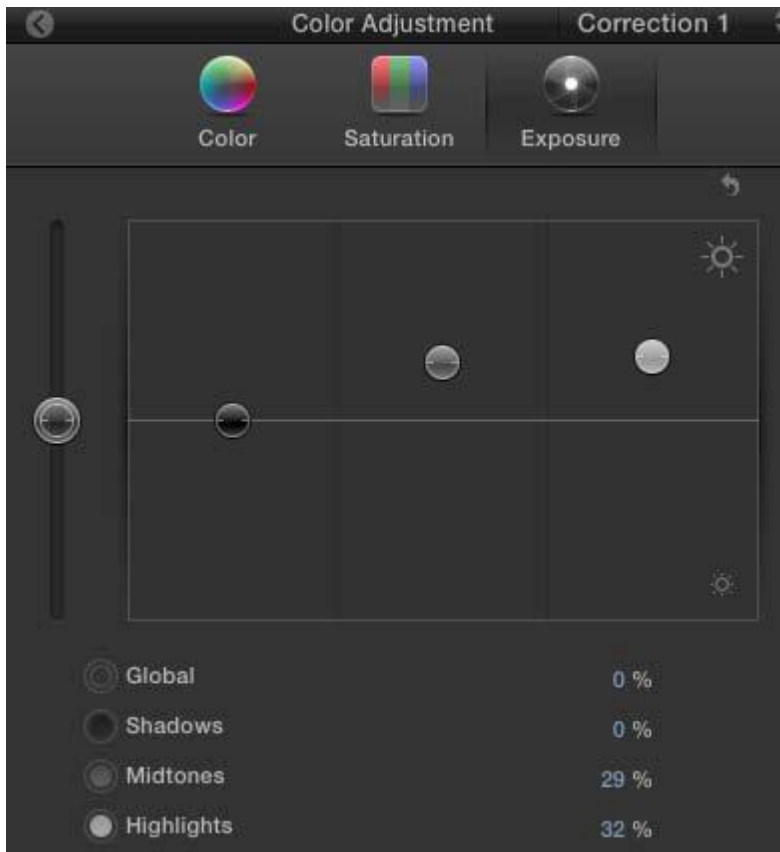 Color Adjustment Correction 1
Color Saturation Exposure
Global 0 %
Shadows 0 %
Midtones 29 %
Highlights 32 %